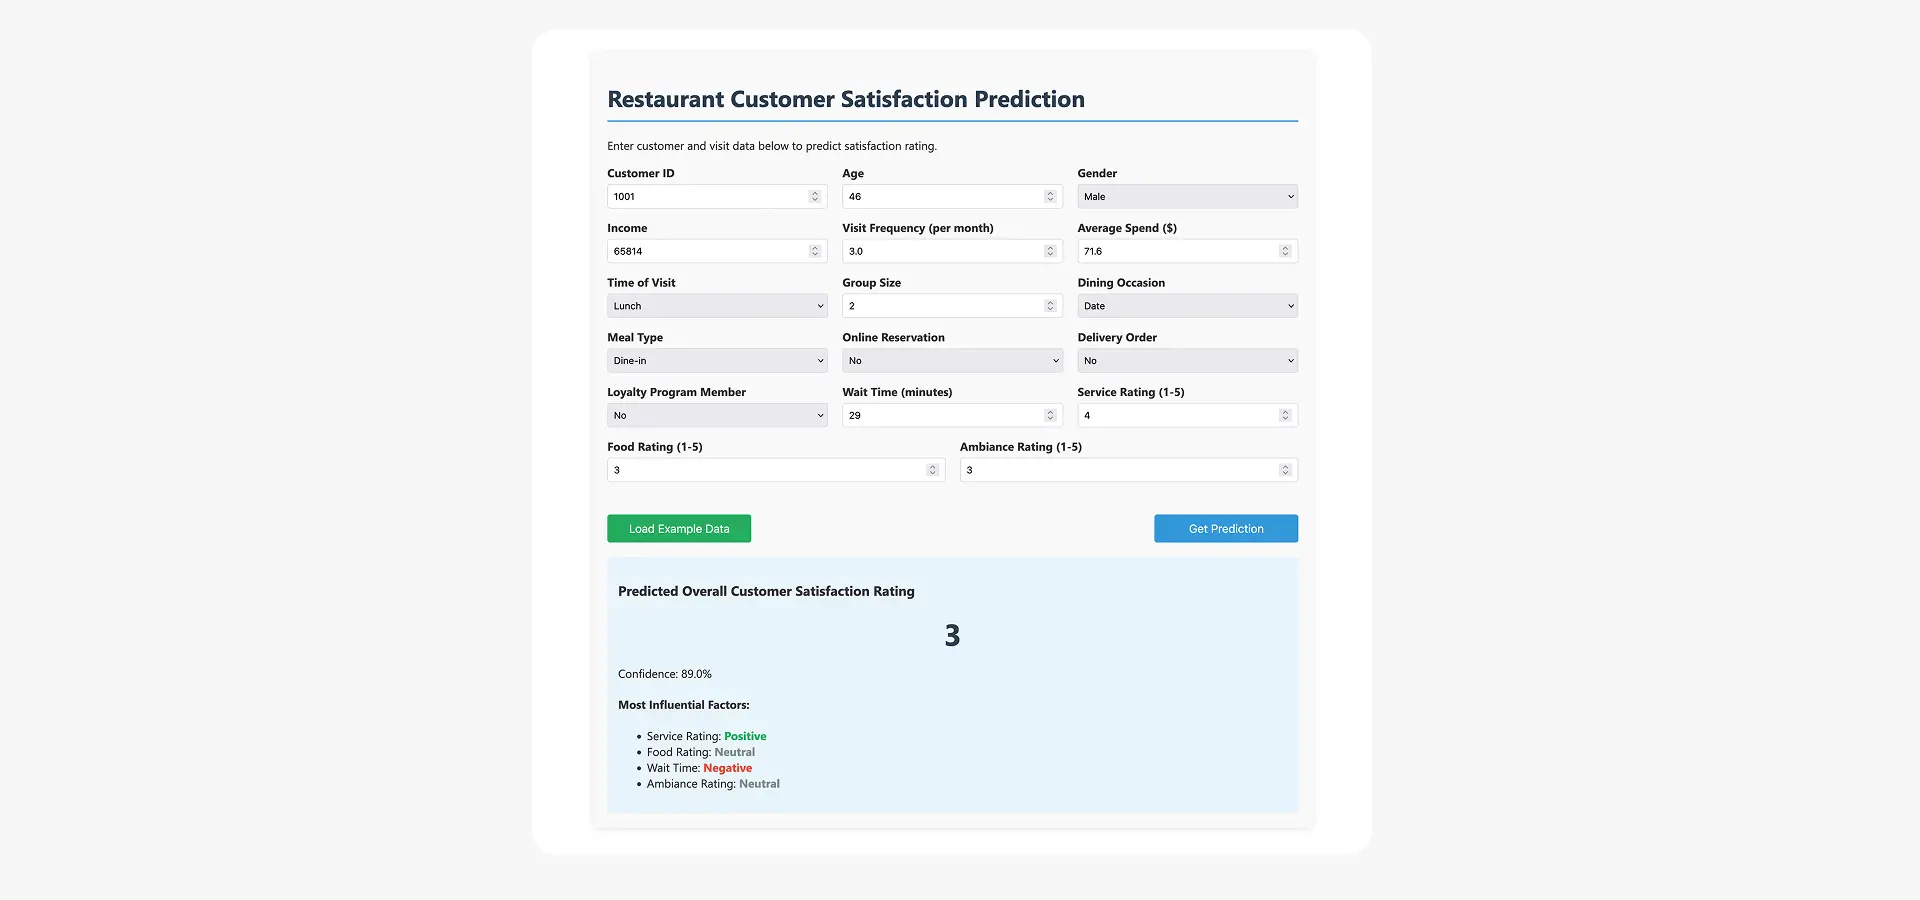 Restaurant Customer Satisfaction Prediction
Enter customer and visit data below to predict satisfaction rating.
Customer ID Age Gender
1001 46 Male
Income Visit Frequency (per month) Average Spend ($)
65814 3.0 71.6
Time of Visit Group Size Dining Occasion
Lunch 2 Date
Meal Type Online Reservation Delivery Order
Dine-in No No
Loyalty Program Member Wait Time (minutes) Service Rating (1-5)
No 29 4
Food Rating (1-5) Ambiance Rating (1-5)
3 3
Load Example Data Get Prediction
Predicted Overall Customer Satisfaction Rating
3
Confidence: 89.0%
Most Influential Factors:
• Service Rating: Positive
• Food Rating: Neutral
• Wait Time: Negative
• Ambiance Rating: Neutral